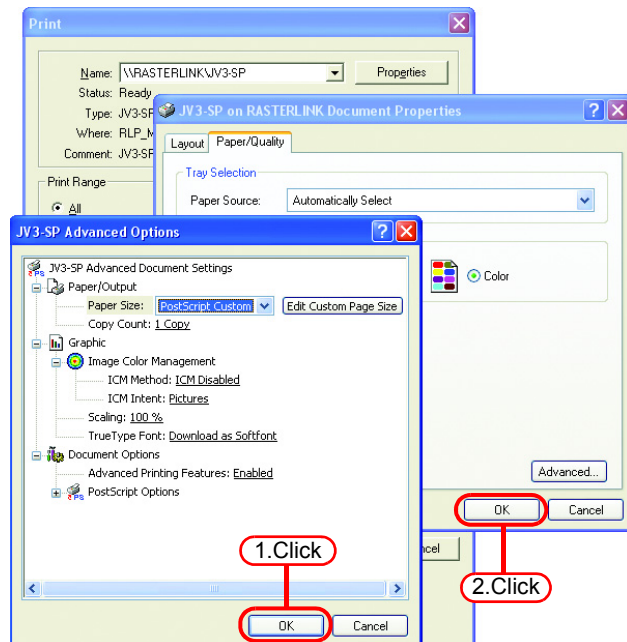 Print
Name: \\RASTERLINK\JV3-SP Properties
Status: Ready
Type: JV3-SP
Where: RLP_M
Comment: JV3-SP
Print Range
All
JV3-SP on RASTERLINK Document Properties
Layout Paper/Quality
Tray Selection
Paper Source: Automatically Select
Color
Advanced...
OK Cancel
JV3-SP Advanced Options
JV3-SP Advanced Document Settings
Paper/Output
Paper Size: PostScript Custom Edit Custom Page Size
Copy Count: 1 Copy
Graphic
Image Color Management
ICM Method: ICM Disabled
ICM Intent: Pictures
Scaling: 100 %
TrueType Font: Download as Softfont
Document Options
Advanced Printing Features: Enabled
PostScript Options
1.Click
OK Cancel
2.Click